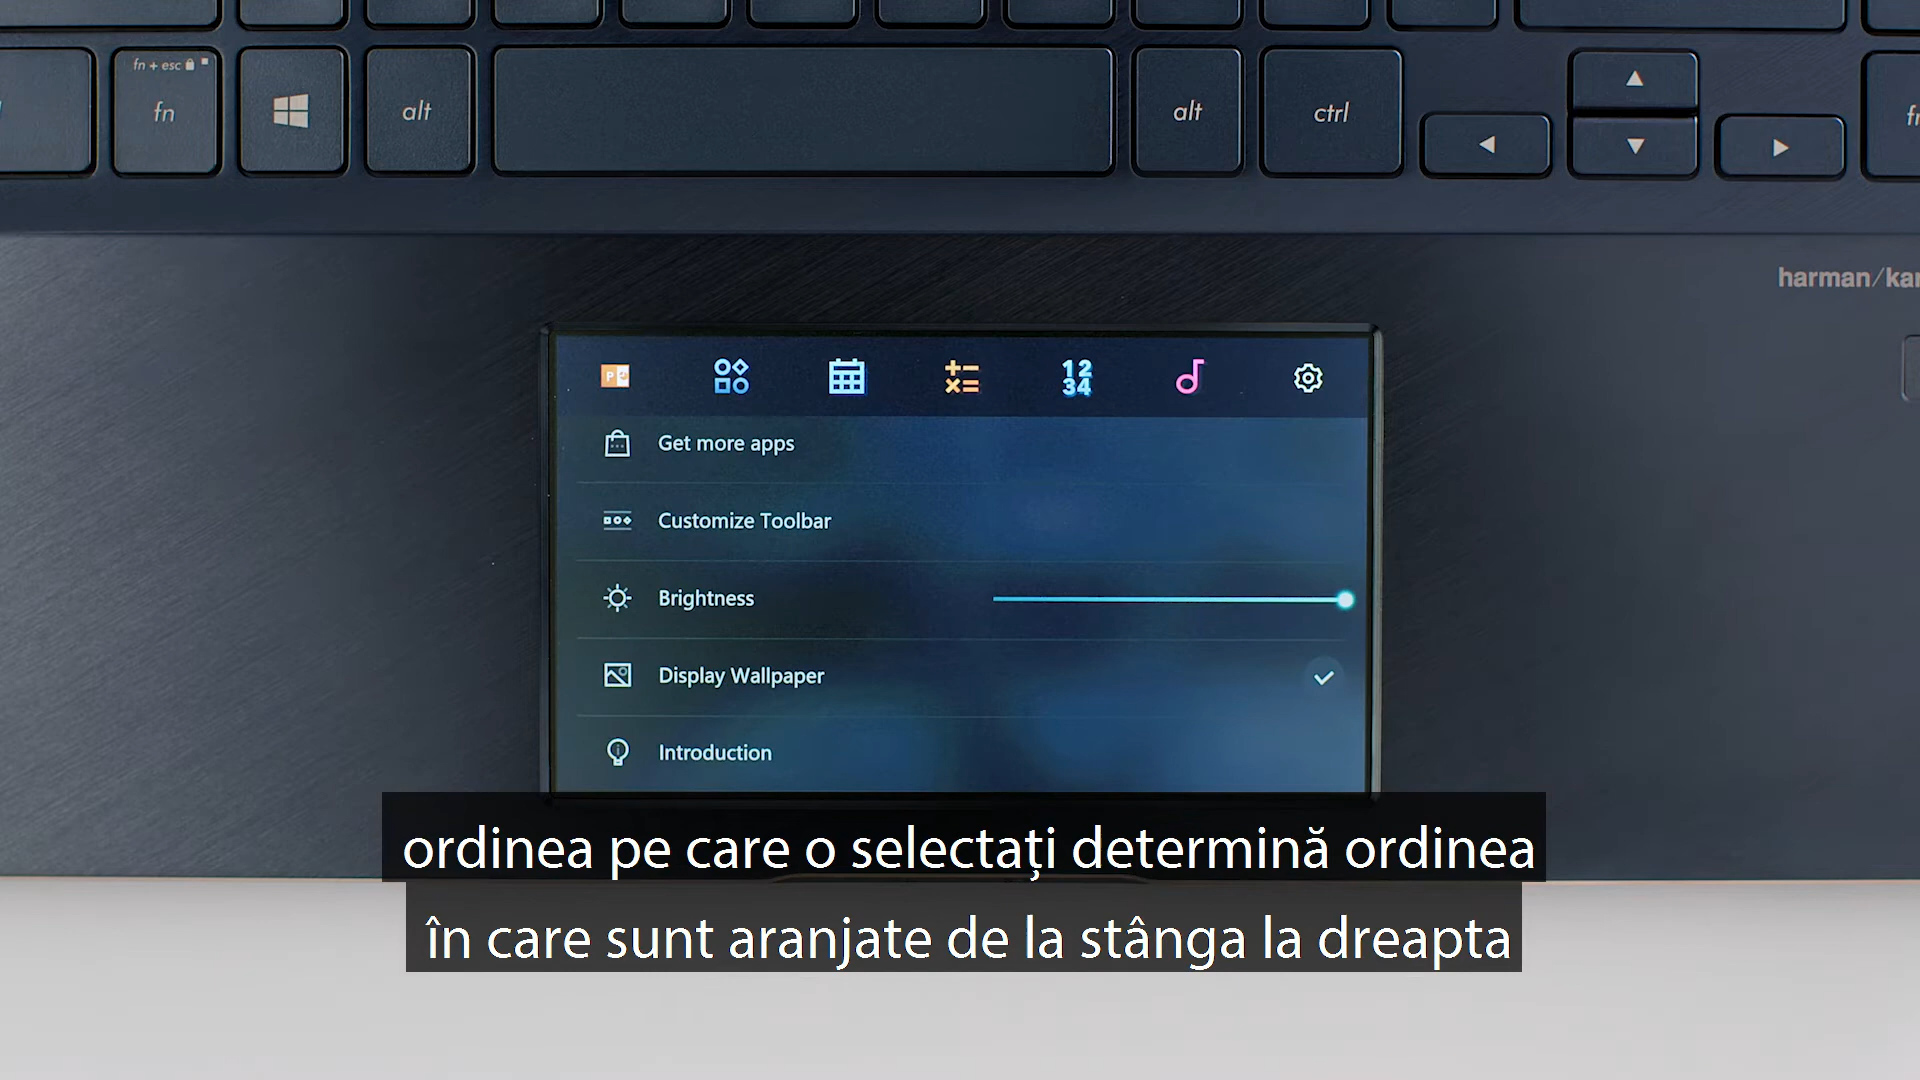 fn + esc
fn
alt
alt
ctrl
harman/kar
P
12
34
Get more apps
Customize Toolbar
Brightness
Display Wallpaper
Introduction
ordinea pe care o selectați determină ordinea
în care sunt aranjate de la stânga la dreapta